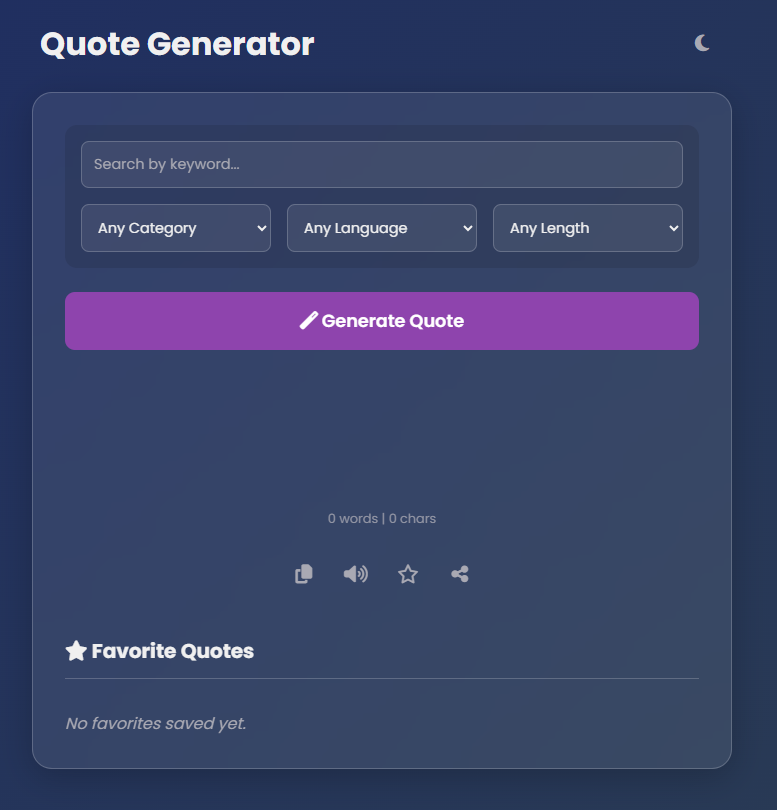 Quote Generator
Search by keyword...
Any Category
Any Language
Any Length
Generate Quote
0 words | 0 chars
Favorite Quotes
No favorites saved yet.